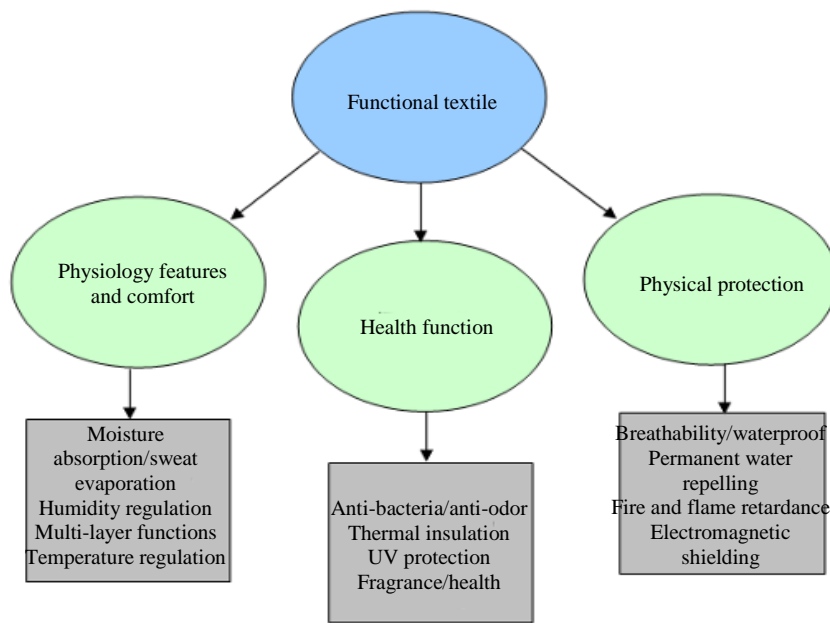 Functional textile
Physiology features
and comfort
Health function
Physical protection
Moisture
absorption/sweat
evaporation
Humidity regulation
Multi-layer functions
Temperature regulation
Anti-bacteria/anti-odor
Thermal insulation
UV protection
Fragrance/health
Breathability/waterproof
Permanent water
repelling
Fire and flame retardance
Electromagnetic
shielding